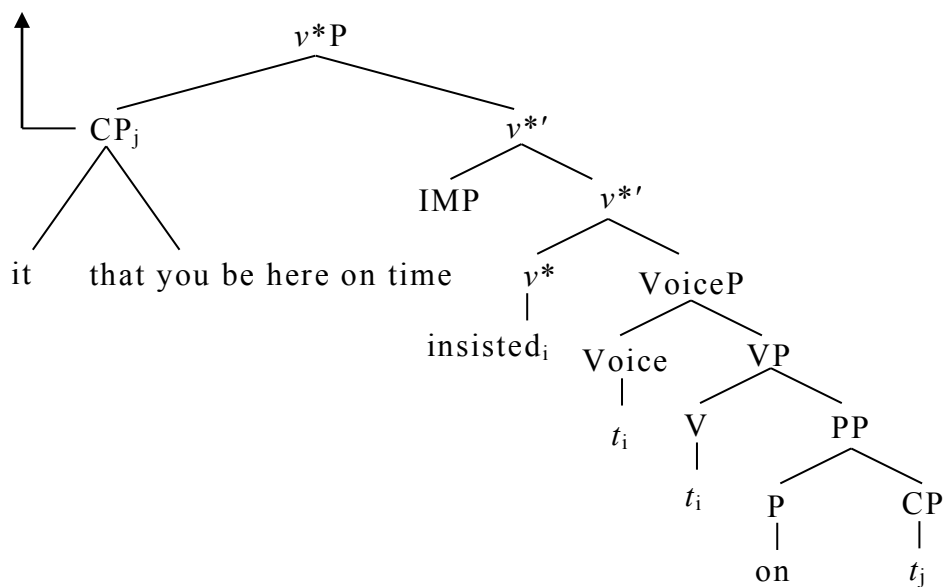 v*P
CPj v*′
IMP v*′
it that you be here on time v* VoiceP
insistedi Voice VP
ti V PP
ti P CP
on tj